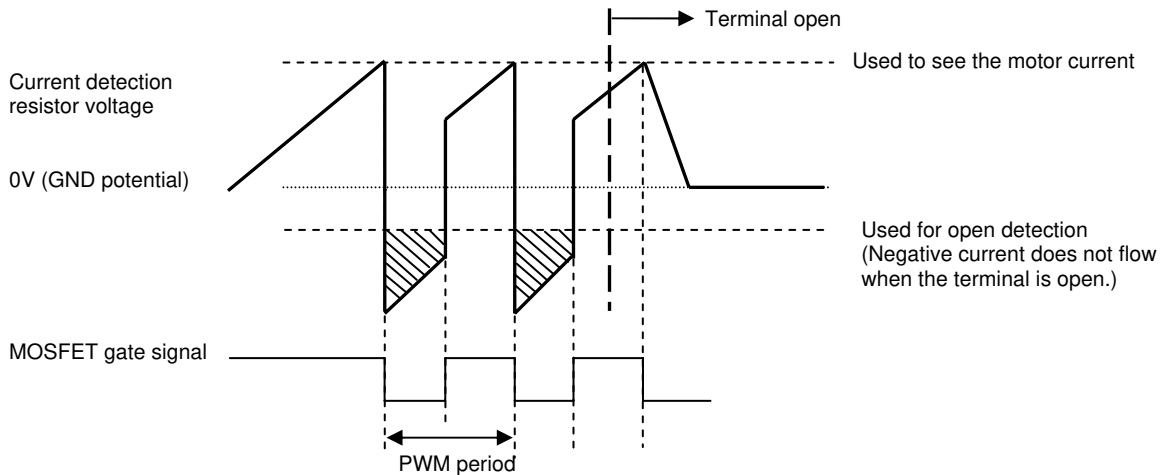 Terminal open
Current detection
resistor voltage
Used to see the motor current
0V (GND potential)
Used for open detection
(Negative current does not flow
when the terminal is open.)
MOSFET gate signal
PWM period